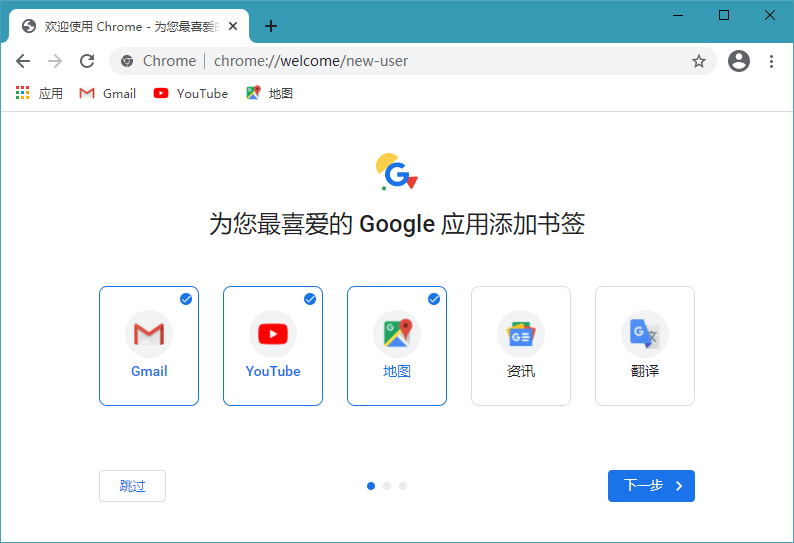 欢迎使用 Chrome - 为您最喜爱的
Chrome | chrome://welcome/new-user
应用 Gmail YouTube 地图
为您最喜爱的 Google 应用添加书签
Gmail YouTube 地图 资讯 翻译
跳过 下一步